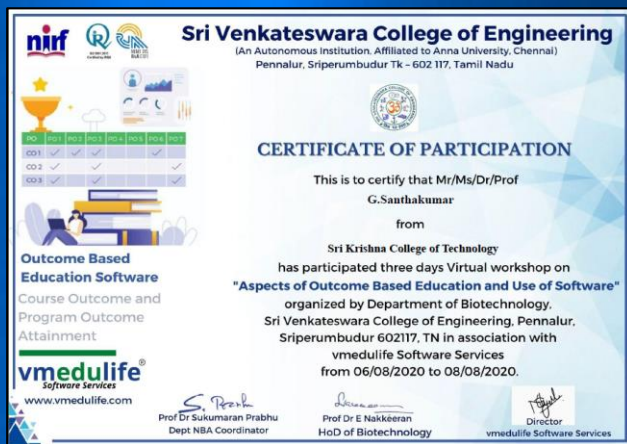 nirf
Sri Venkateswara College of Engineering
(An Autonomous Institution, Affiliated to Anna University, Chennai)
Pennalur, Sriperumbudur Tk - 602 117, Tamil Nadu
PO PO 1 PO 2 PO 3 PO 4 PO 5 PO 6 PO 7
CO 1
CO 2
CO 3
CERTIFICATE OF PARTICIPATION
This is to certify that Mr/Ms/Dr/Prof
G.Santhakumar
from
Sri Krishna College of Technology
has participated three days Virtual workshop on
"Aspects of Outcome Based Education and Use of Software"
organized by Department of Biotechnology,
Sri Venkateswara College of Engineering, Pennalur,
Sriperumbudur 602117, TN in association with
vmedulife Software Services
from 06/08/2020 to 08/08/2020.
Outcome Based
Education Software
Course Outcome and
Program Outcome
Attainment
vmedulife®
Software Services
www.vmedulife.com
Prof Dr Sukumaran Prabhu
Dept NBA Coordinator
Prof Dr E Nakkeeran
HoD of Biotechnology
Director
vmedulife Software Services